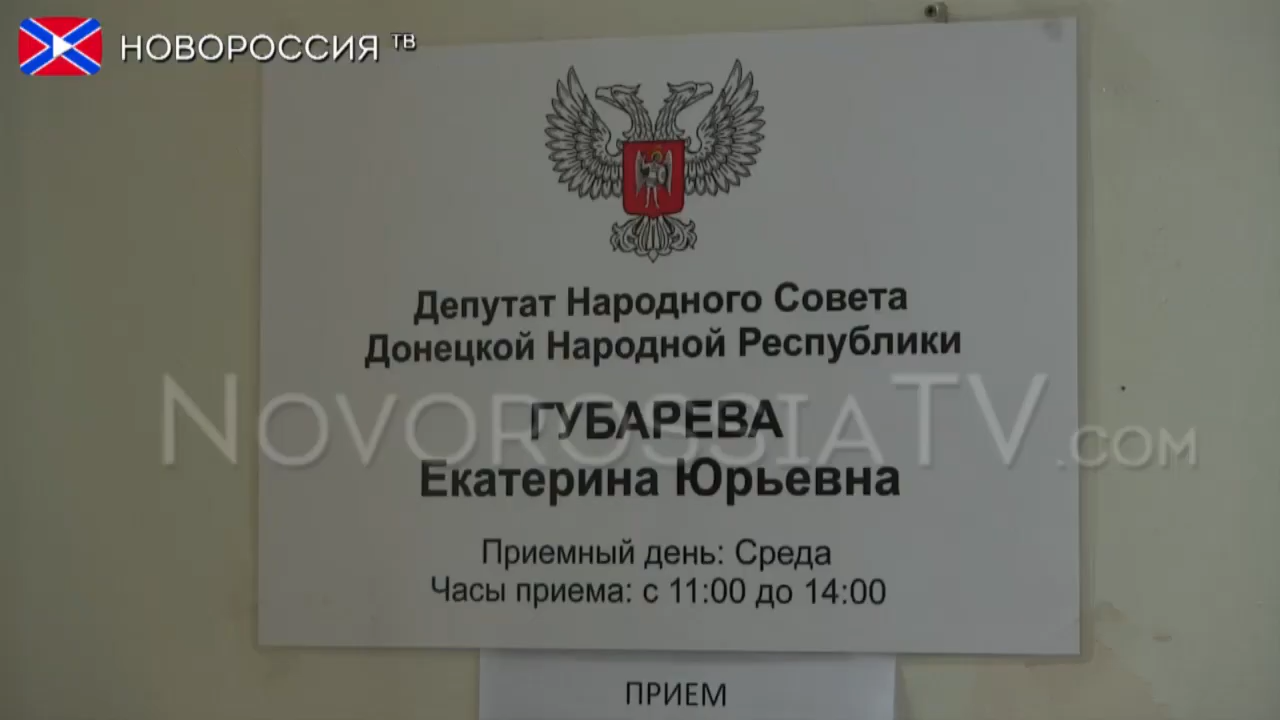 НОВОРОССИЯ ТВ
Депутат Народного Совета
Донецкой Народной Республики
ГУБАРЕВА
NOVOROSSIATV.COM
Екатерина Юрьевна
Приемный день: Среда
Часы приема: с 11:00 до 14:00
ПРИЕМ